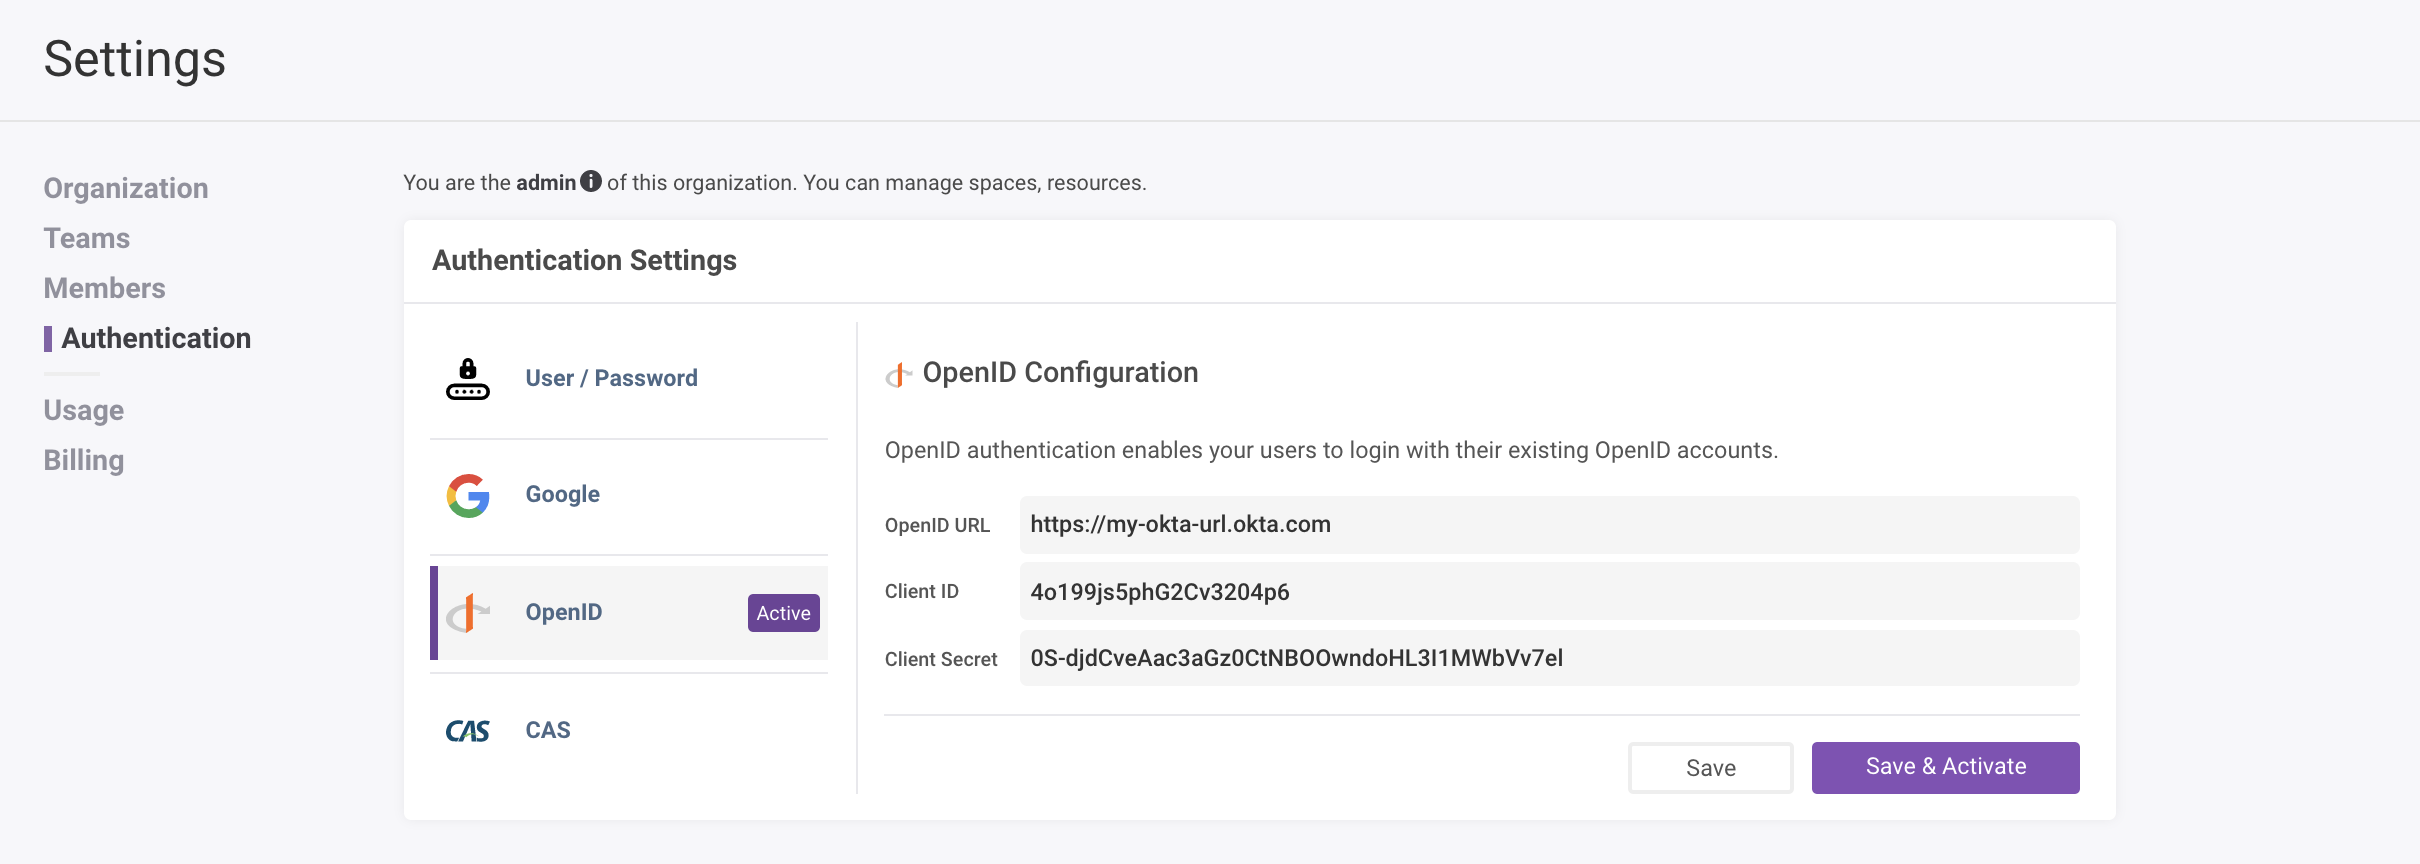 Settings
Organization
Teams
Members
Authentication
Usage
Billing
You are the admin of this organization. You can manage spaces, resources.
Authentication Settings
User / Password
Google
OpenID Active
CAS CAS
OpenID Configuration
OpenID authentication enables your users to login with their existing OpenID accounts.
OpenID URL https://my-okta-url.okta.com
Client ID 4o199js5phG2Cv3204p6
Client Secret 0S-djdCveAac3aGz0CtNBOOwndoHL3I1MWbVv7el
Save Save & Activate